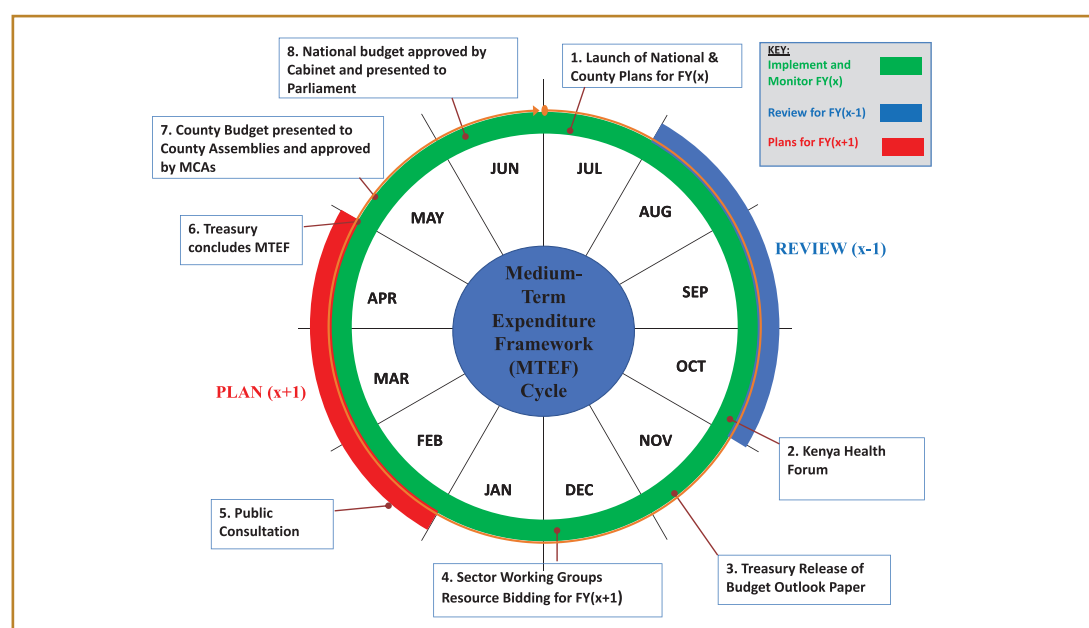 8. National budget approved by
Cabinet and presented to
Parliament
1. Launch of National &
County Plans for FY(x)
KEY:
Implement and
Monitor FY(x)
Review for FY(x-1)
Plans for FY(x+1)
7. County Budget presented to
County Assemblies and approved
by MCAs
6. Treasury
concludes MTEF
JUN
JUL
MAY
AUG
REVIEW (x-1)
APR
SEP
Medium-
Term
Expenditure
Framework
(MTEF)
Cycle
PLAN (x+1)
MAR
OCT
FEB
NOV
JAN
DEC
2. Kenya Health
Forum
5. Public
Consultation
3. Treasury Release of
Budget Outlook Paper
4. Sector Working Groups
Resource Bidding for FY(x+1)